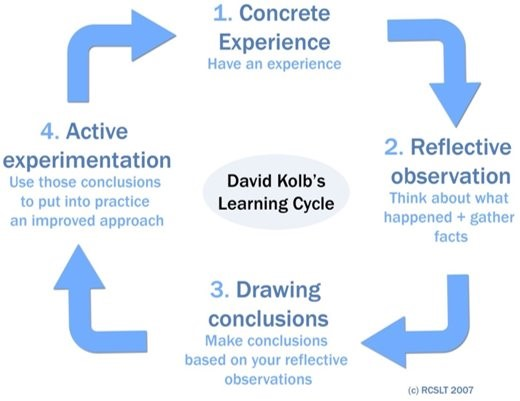 1. Concrete
Experience
Have an experience
2. Reflective
observation
Think about what
happened + gather
facts
3. Drawing
conclusions
Make conclusions
based on your reflective
observations
4. Active
experimentation
Use those conclusions
to put into practice
an improved approach
David Kolb's
Learning Cycle
(c) RCSLT 2007